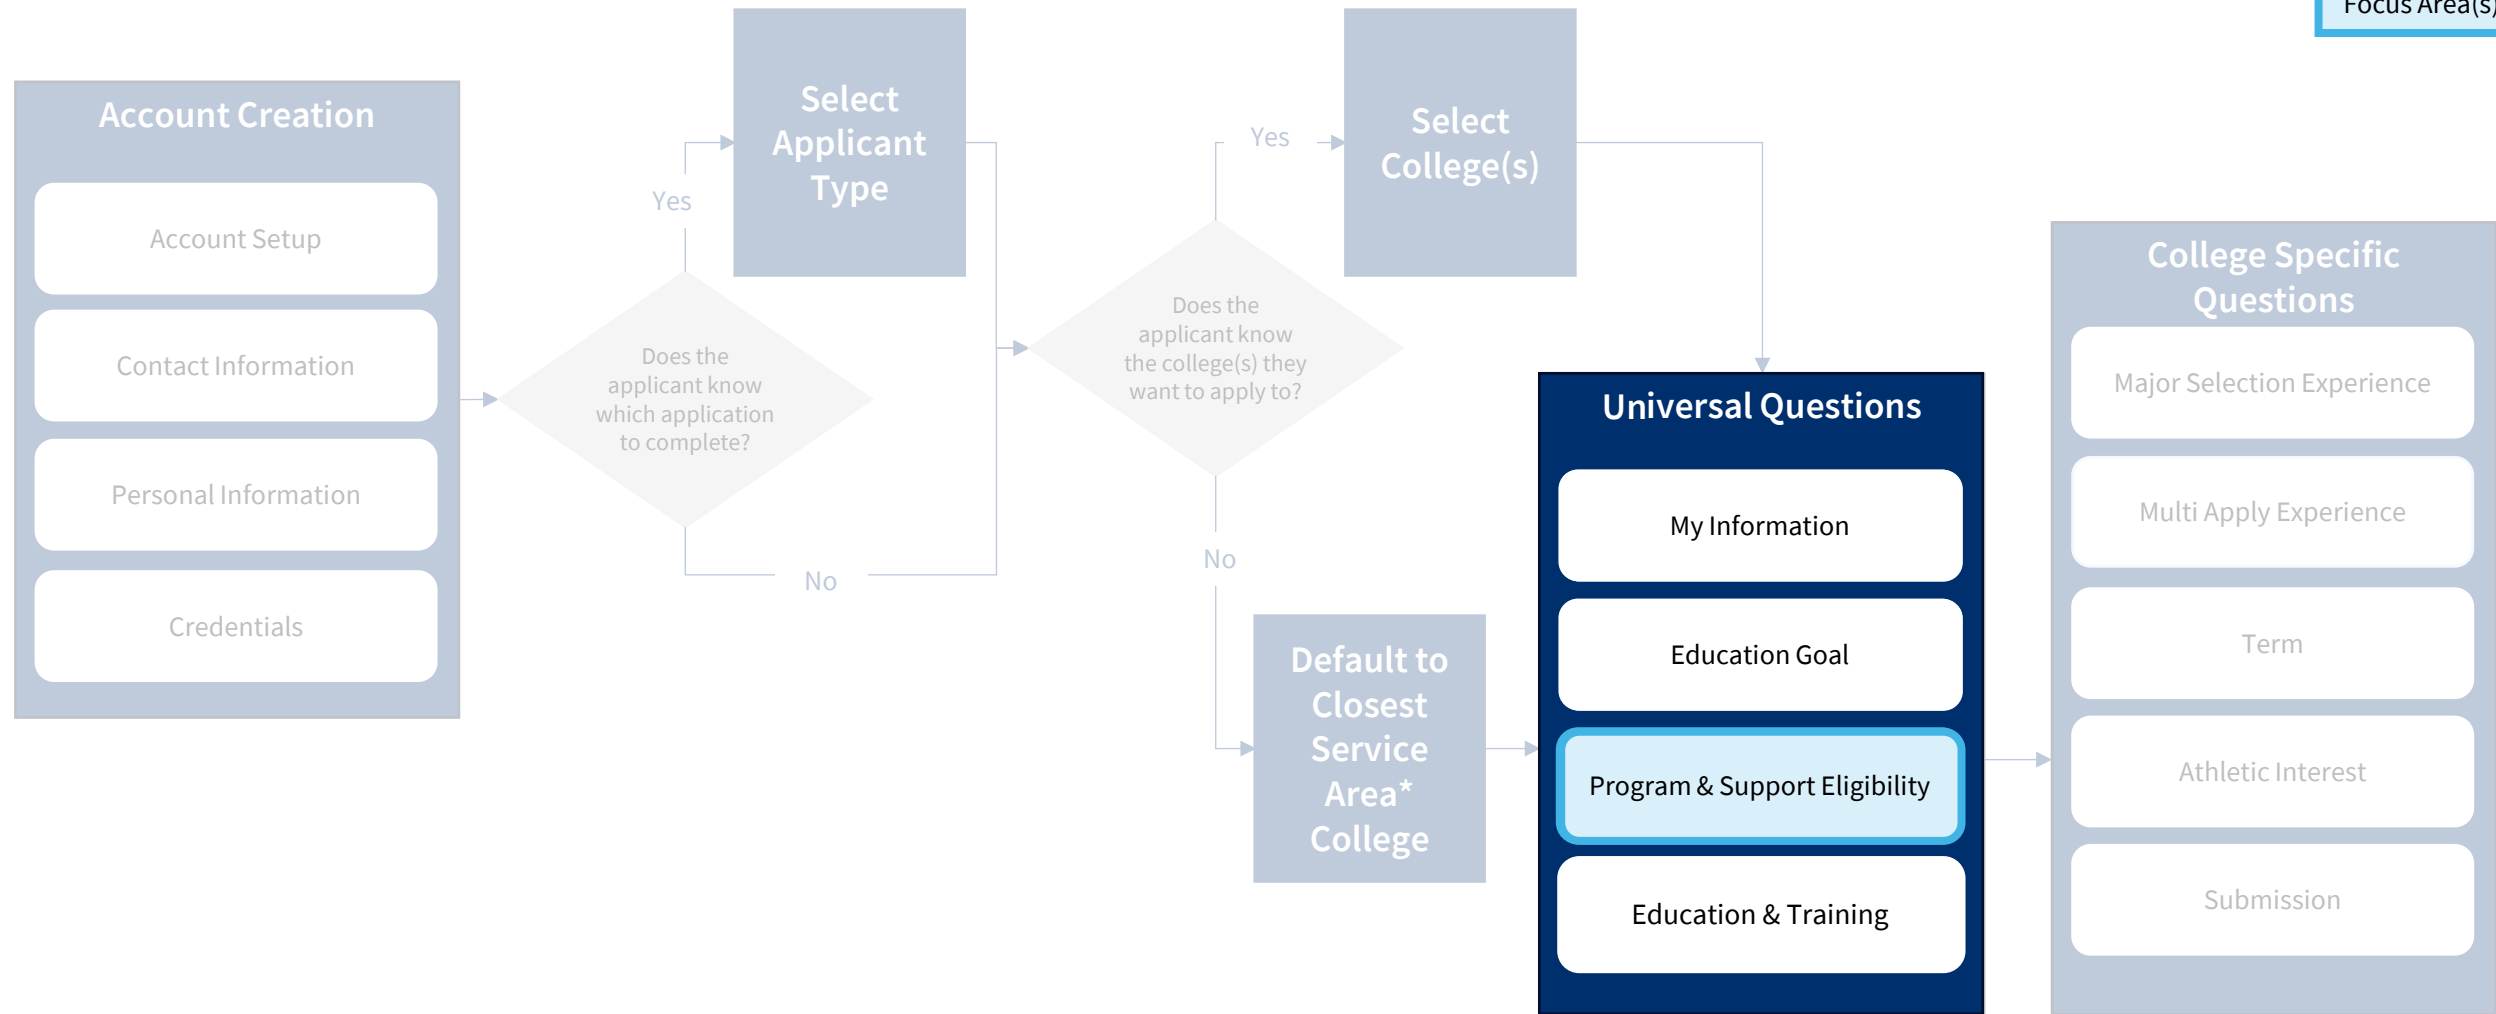 Focus Area(s)
Account Creation
Account Setup
Contact Information
Personal Information
Credentials
Does the
applicant know
which application
to complete?
Yes
No
Select
Applicant
Type
Does the
applicant know
the college(s) they
want to apply to?
Yes
No
Select
College(s)
Default to
Closest
Service
Area*
College
Universal Questions
My Information
Education Goal
Program & Support Eligibility
Education & Training
College Specific
Questions
Major Selection Experience
Multi Apply Experience
Term
Athletic Interest
Submission